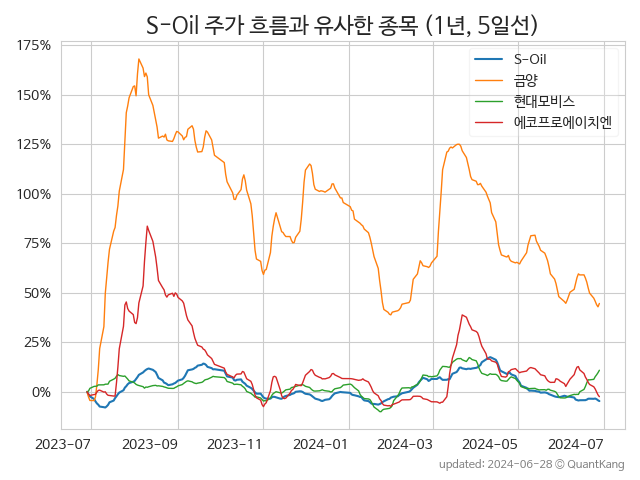 S-Oil 주가 흐름과 유사한 종목 (1년, 5일선)
S-Oil
금양
현대모비스
에코프로에이치엔
175%
150%
125%
100%
75%
50%
25%
0%
2023-07
2023-09
2023-11
2024-01
2024-03
2024-05
2024-07
updated: 2024-06-28 © QuantKang